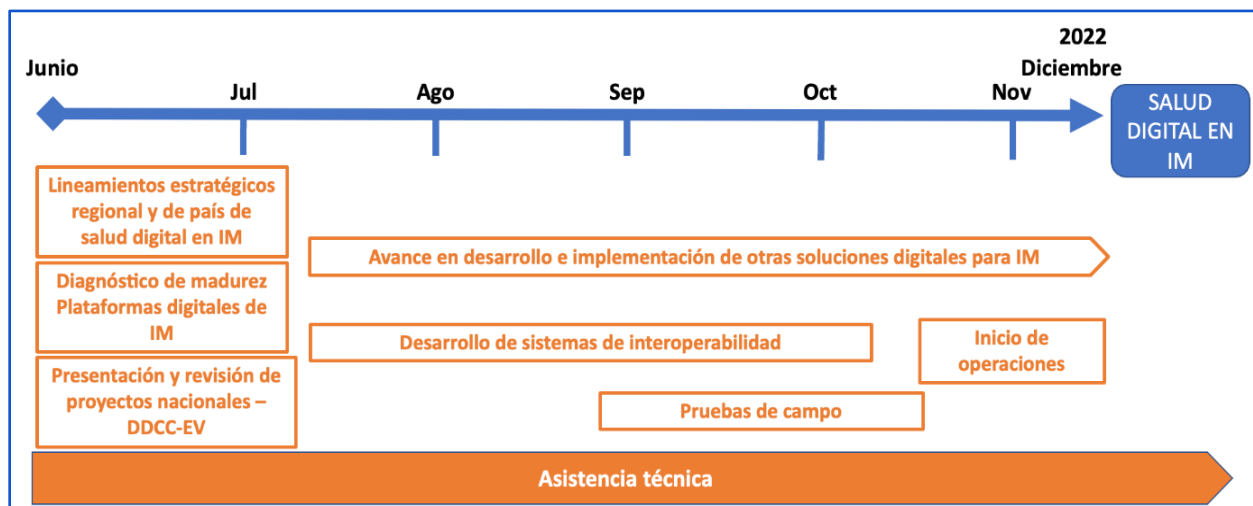 2022
Junio
Diciembre
Jul
Ago
Sep
Oct
Nov
SALUD
DIGITAL EN
IM
Lineamientos estratégicos
regional y de país de
salud digital en IM
Avance en desarrollo e implementación de otras soluciones digitales para IM
Diagnóstico de madurez
Plataformas digitales de
IM
Desarrollo de sistemas de interoperabilidad
Inicio de
operaciones
Presentación y revisión de
proyectos nacionales –
DDCC-EV
Pruebas de campo
Asistencia técnica